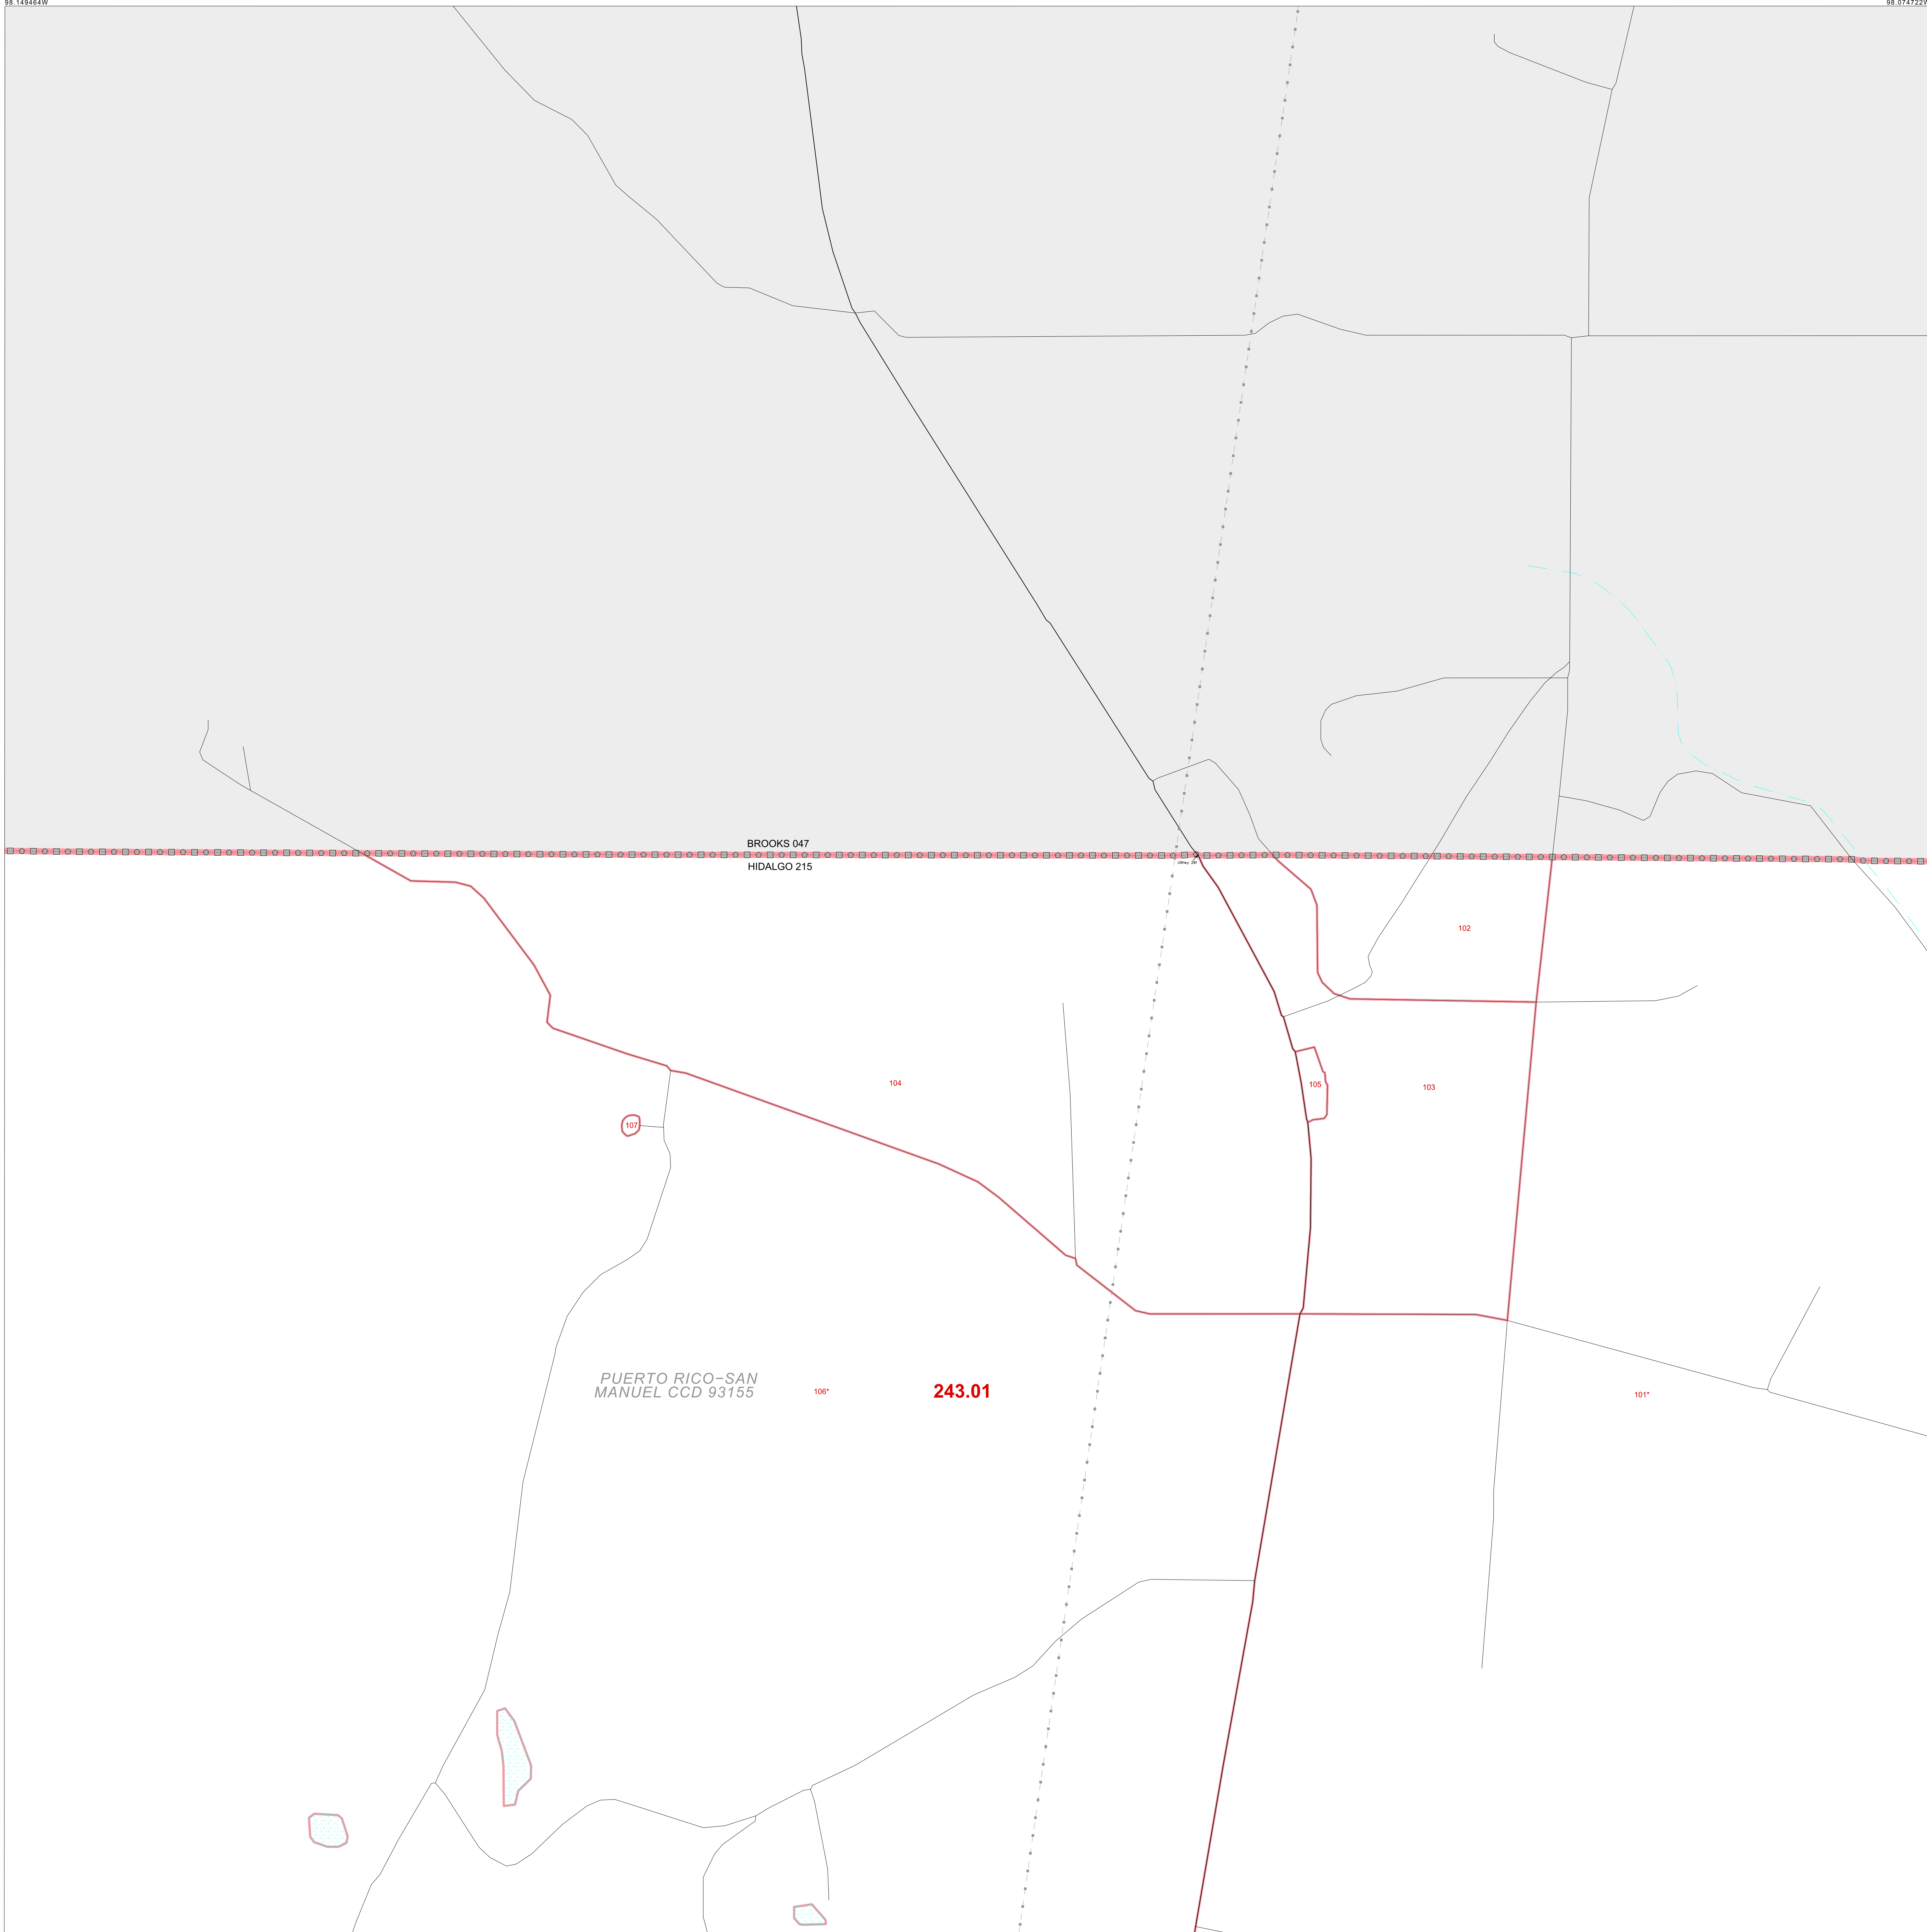 98.149464W
98.074722W
BROOKS 047
HIDALGO 215
102
104
105
103
107
PUERTO RICO-SAN
MANUEL CCD 93155
106*
243.01
101*